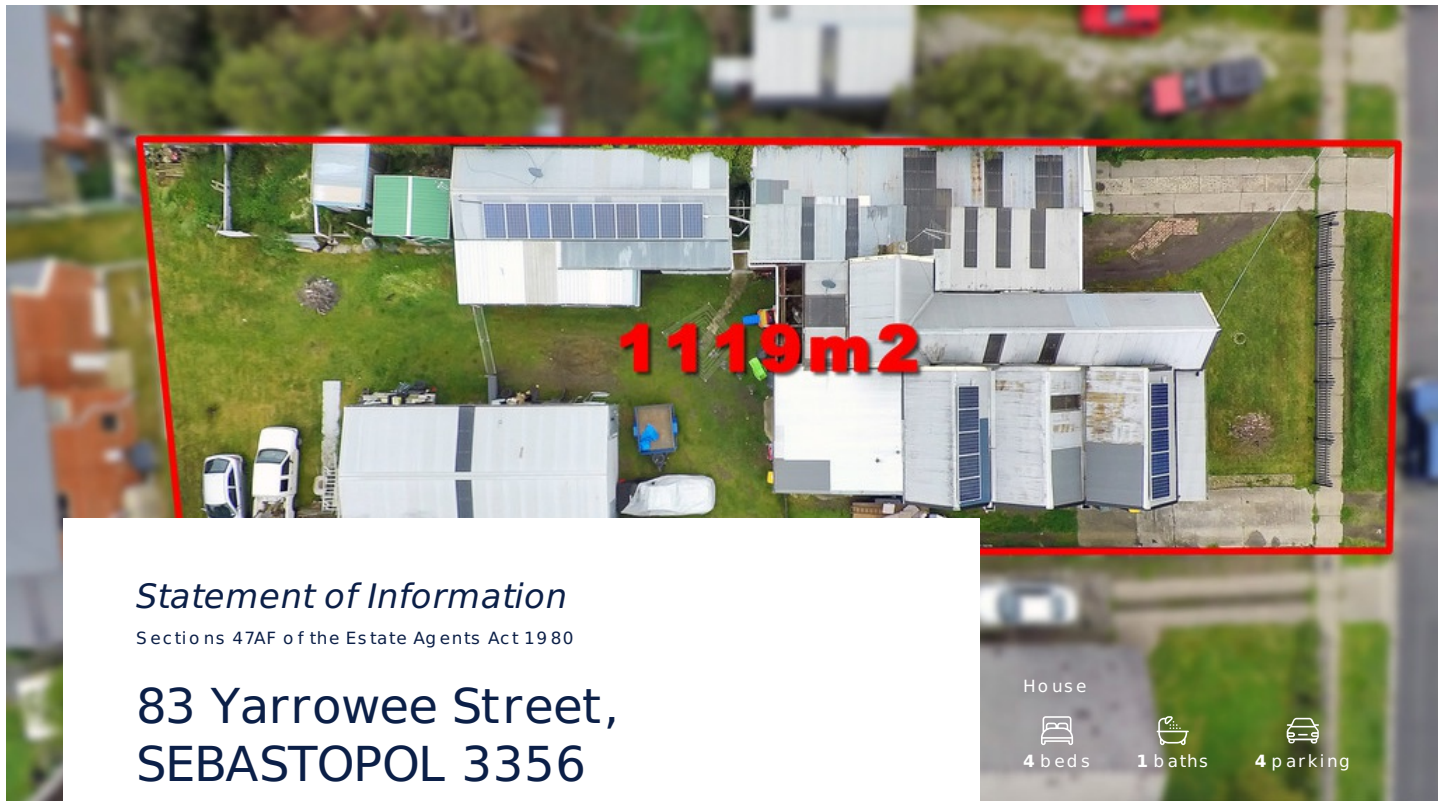 1119m2
Statement of Information
Sections 47AF of the Estate Agents Act 1980
83 Yarrowee Street,
SEBASTOPOL 3356
House
4 beds 1 baths 4 parking